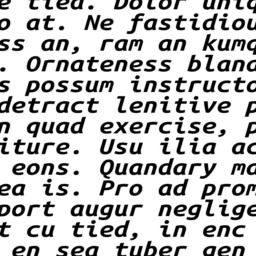 e tied. Dolor uniq
o at. Ne fastidiou
ss an, ram an kumq
. Ornateness bland
s possum instructo
detract lenitive p
n quad exercise, p
iture. Usu ilia ac
eons. Quandary ma
ea is. Pro ad prom
port augur neglige
t cu tied, in enc
en sea tuber gen